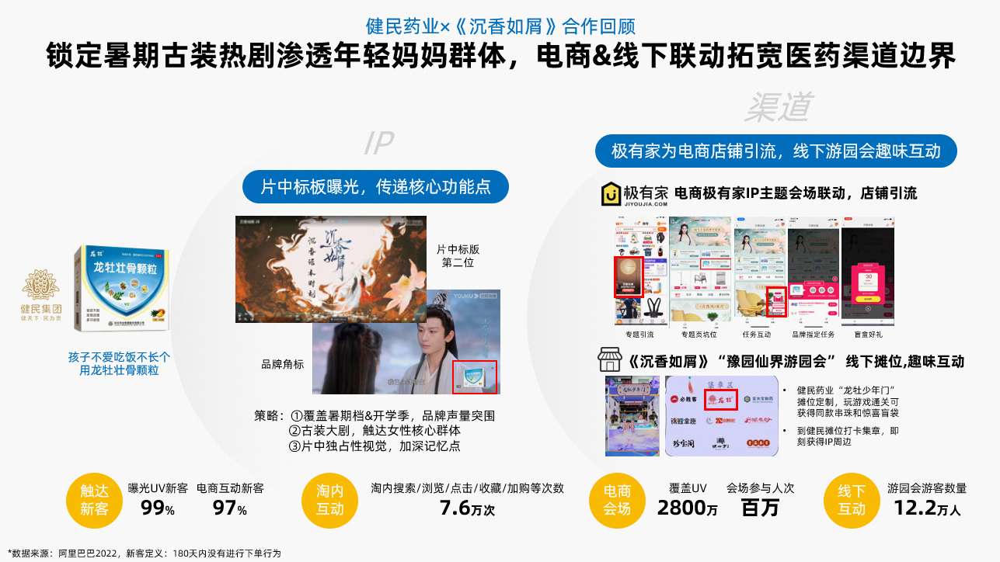 健民药业×《沉香如屑》合作回顾
锁定暑期古装热剧渗透年轻妈妈群体，电商&线下联动拓宽医药渠道边界
IP
片中标板曝光，传递核心功能点
片中标版
第二位
YOUKU
品牌角标
策略：①覆盖暑期档&开学季，品牌声量突围
②古装大剧，触达女性核心群体
③片中独占性视觉，加深记忆点
龙牡
龙牡壮骨颗粒
健民集团
健天下·民为本
孩子不爱吃饭不长个
用龙牡壮骨颗粒
渠道
极有家为电商店铺引流，线下游园会趣味互动
极有家
JIYOUJIA.COM
电商极有家IP主题会场联动，店铺引流
专题引流
专题页坑位
任务互动
品牌指定任务
盲盒好礼
《沉香如屑》“豫园仙界游园会” 线下摊位,趣味互动
龙牡少年门
集章区
必胜客
龙牡
珍宝阁
• 健民药业“龙牡少年门”
摊位定制，玩游戏通关可
获得同款串珠和惊喜盲袋
• 到健民摊位打卡集章，即
刻获得IP周边
触达
新客
曝光UV新客
99%
电商互动新客
97%
淘内
互动
淘内搜索/浏览/点击/收藏/加购等次数
7.6万次
电商
会场
覆盖UV
2800万
会场参与人次
百万
线下
互动
游园会游客数量
12.2万人
*数据来源：阿里巴巴2022，新客定义：180天内没有进行下单行为